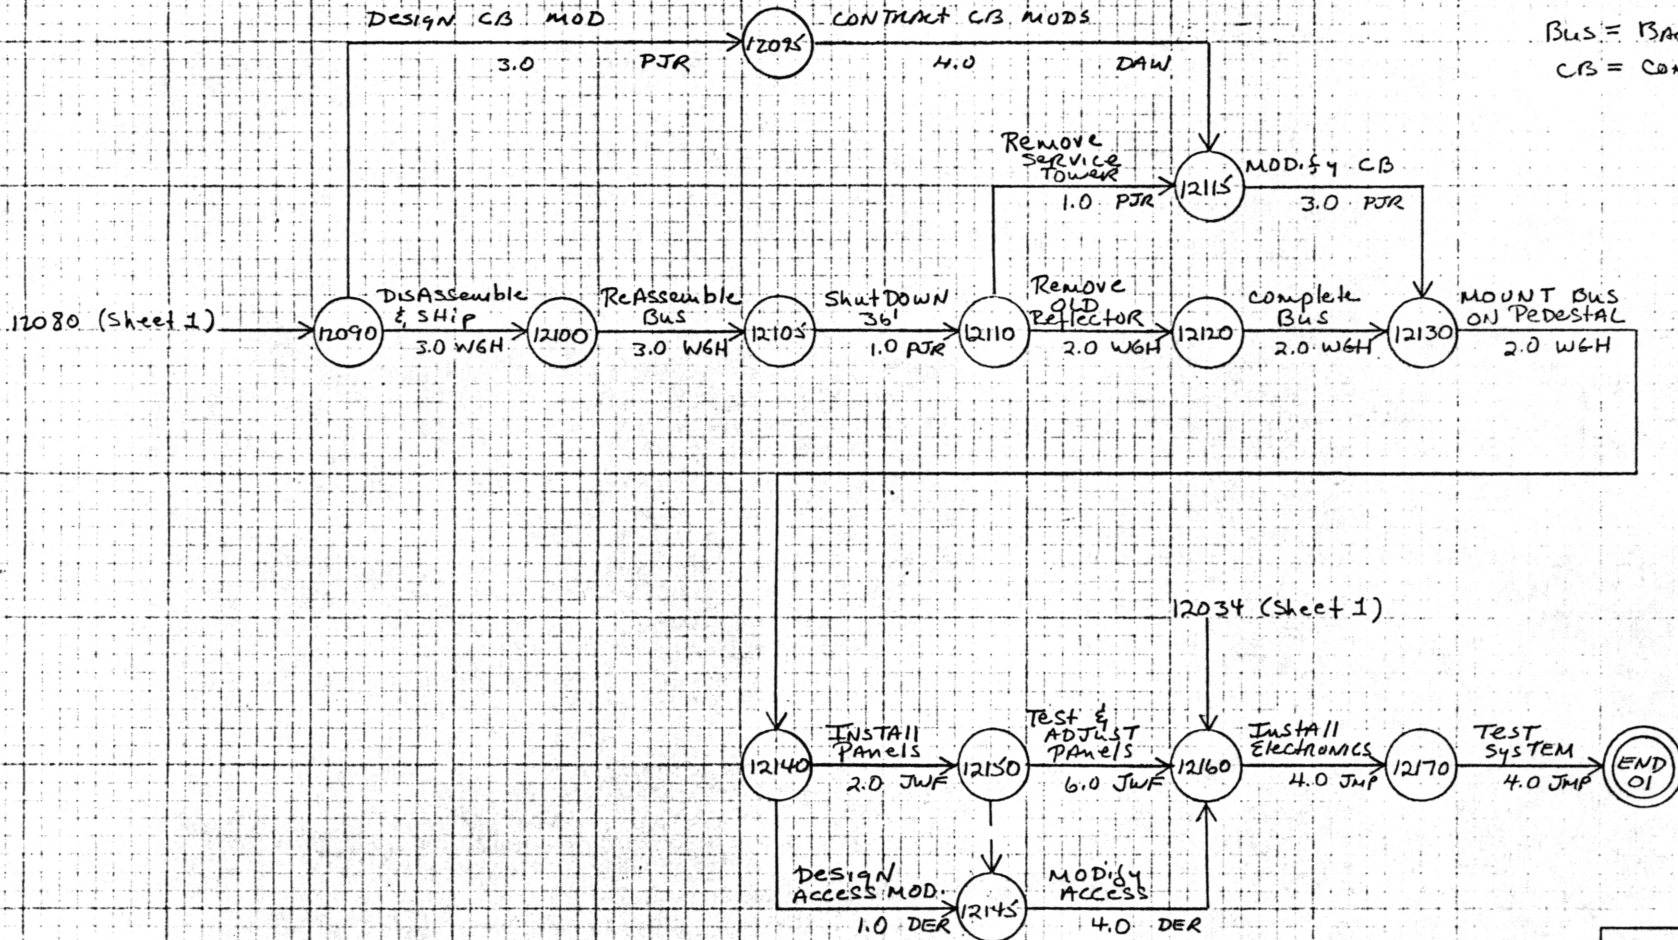 DESIGN CB MOD
3.0 PJR
12095
CONTRACT CB MODS
4.0 DAW
Bus =
CB =
Remove
Service
Tower
1.0 PJR
12115
MODify CB
3.0 PJR
12080 (Sheet 1)
12090
DisAssemble
& Ship
3.0 WGH
12100
ReAssemble
Bus
3.0 WGH
12105
ShutDOWN
36'
1.0 PJR
12110
Remove
OLD
Reflector
2.0 WGH
12120
Complete
Bus
2.0 WGH
12130
MOUNT Bus
ON PEDESTAL
2.0 WGH
12034 (Sheet 1)
12140
INSTAll
PAnels
2.0 JWF
12150
Test &
ADJUST
PAnels
6.0 JWF
12160
InstAll
Electronics
4.0 JMP
12170
TEST
SYSTEM
4.0 JMP
END
01
DESIGN
ACCESS MOD.
1.0 DER
12145
MODify
ACCESS
4.0 DER